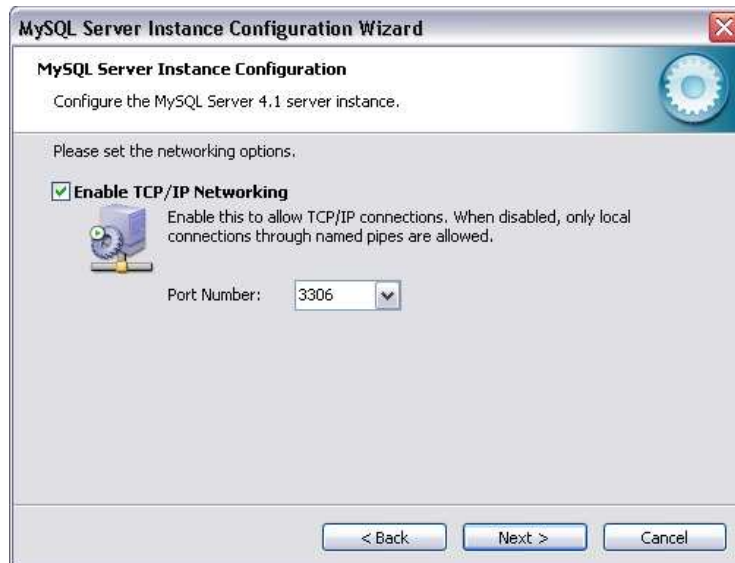 MySQL Server Instance Configuration Wizard
MySQL Server Instance Configuration
Configure the MySQL Server 4.1 server instance.
Please set the networking options.
Enable TCP/IP Networking
Enable this to allow TCP/IP connections. When disabled, only local
connections through named pipes are allowed.
Port Number: 3306
< Back Next > Cancel